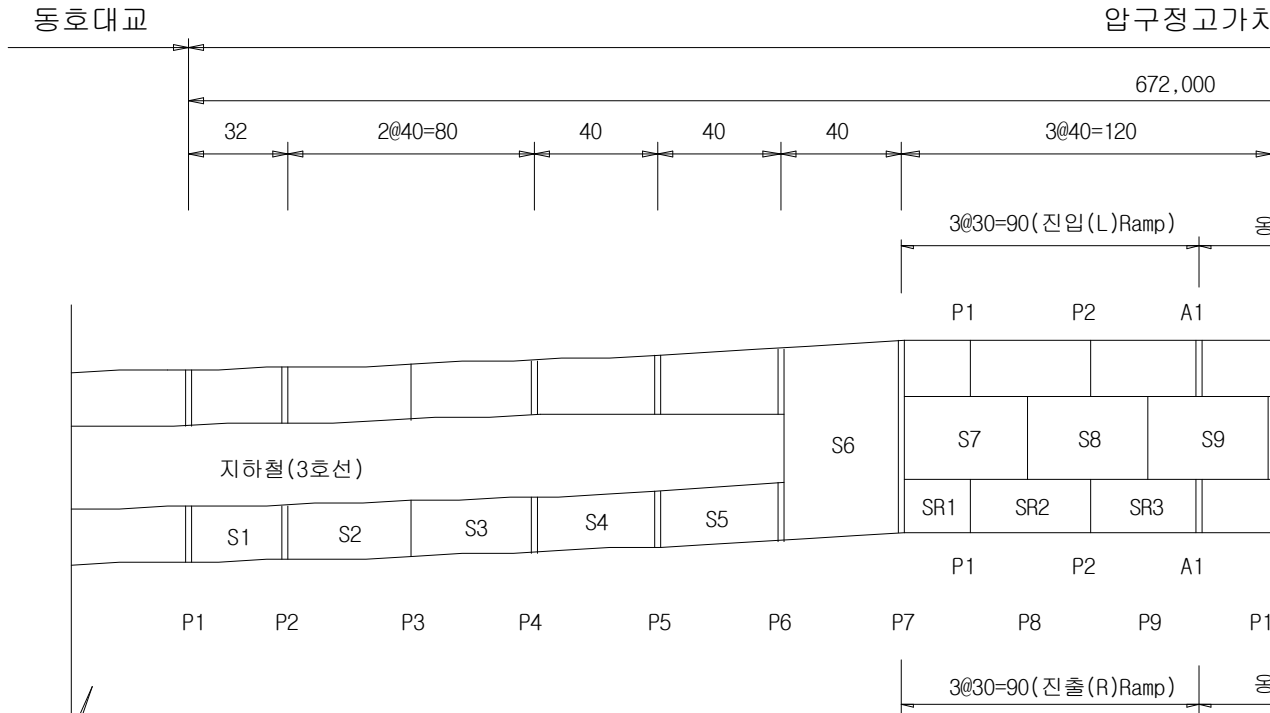 동호대교
압구정고가
672,000
32 2@40=80 40 40 40 3@40=120
3@30=90(진입(L)Ramp)
P1 P2 A1
S6 S7 S8 S9
지하철(3호선)
S1 S2 S3 S4 S5 SR1 SR2 SR3
P1 P2 A1
P1 P2 P3 P4 P5 P6 P7 P8 P9 P1
3@30=90(진출(R)Ramp)